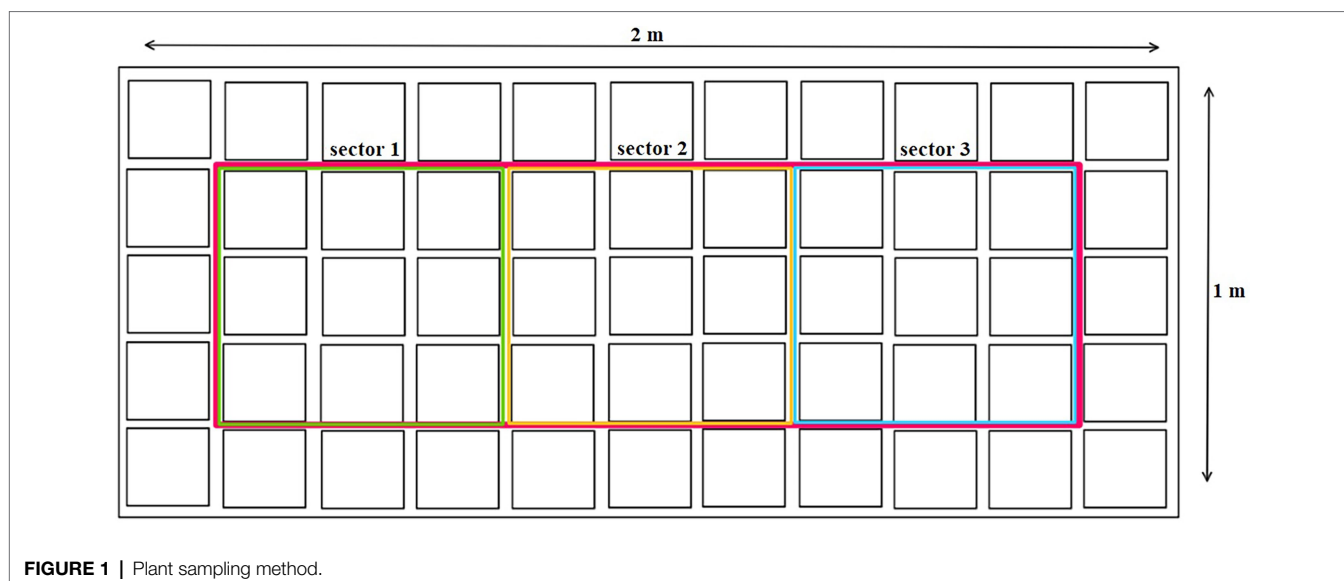 2 m
sector 1
sector 2
sector 3
1 m
FIGURE 1 | Plant sampling method.